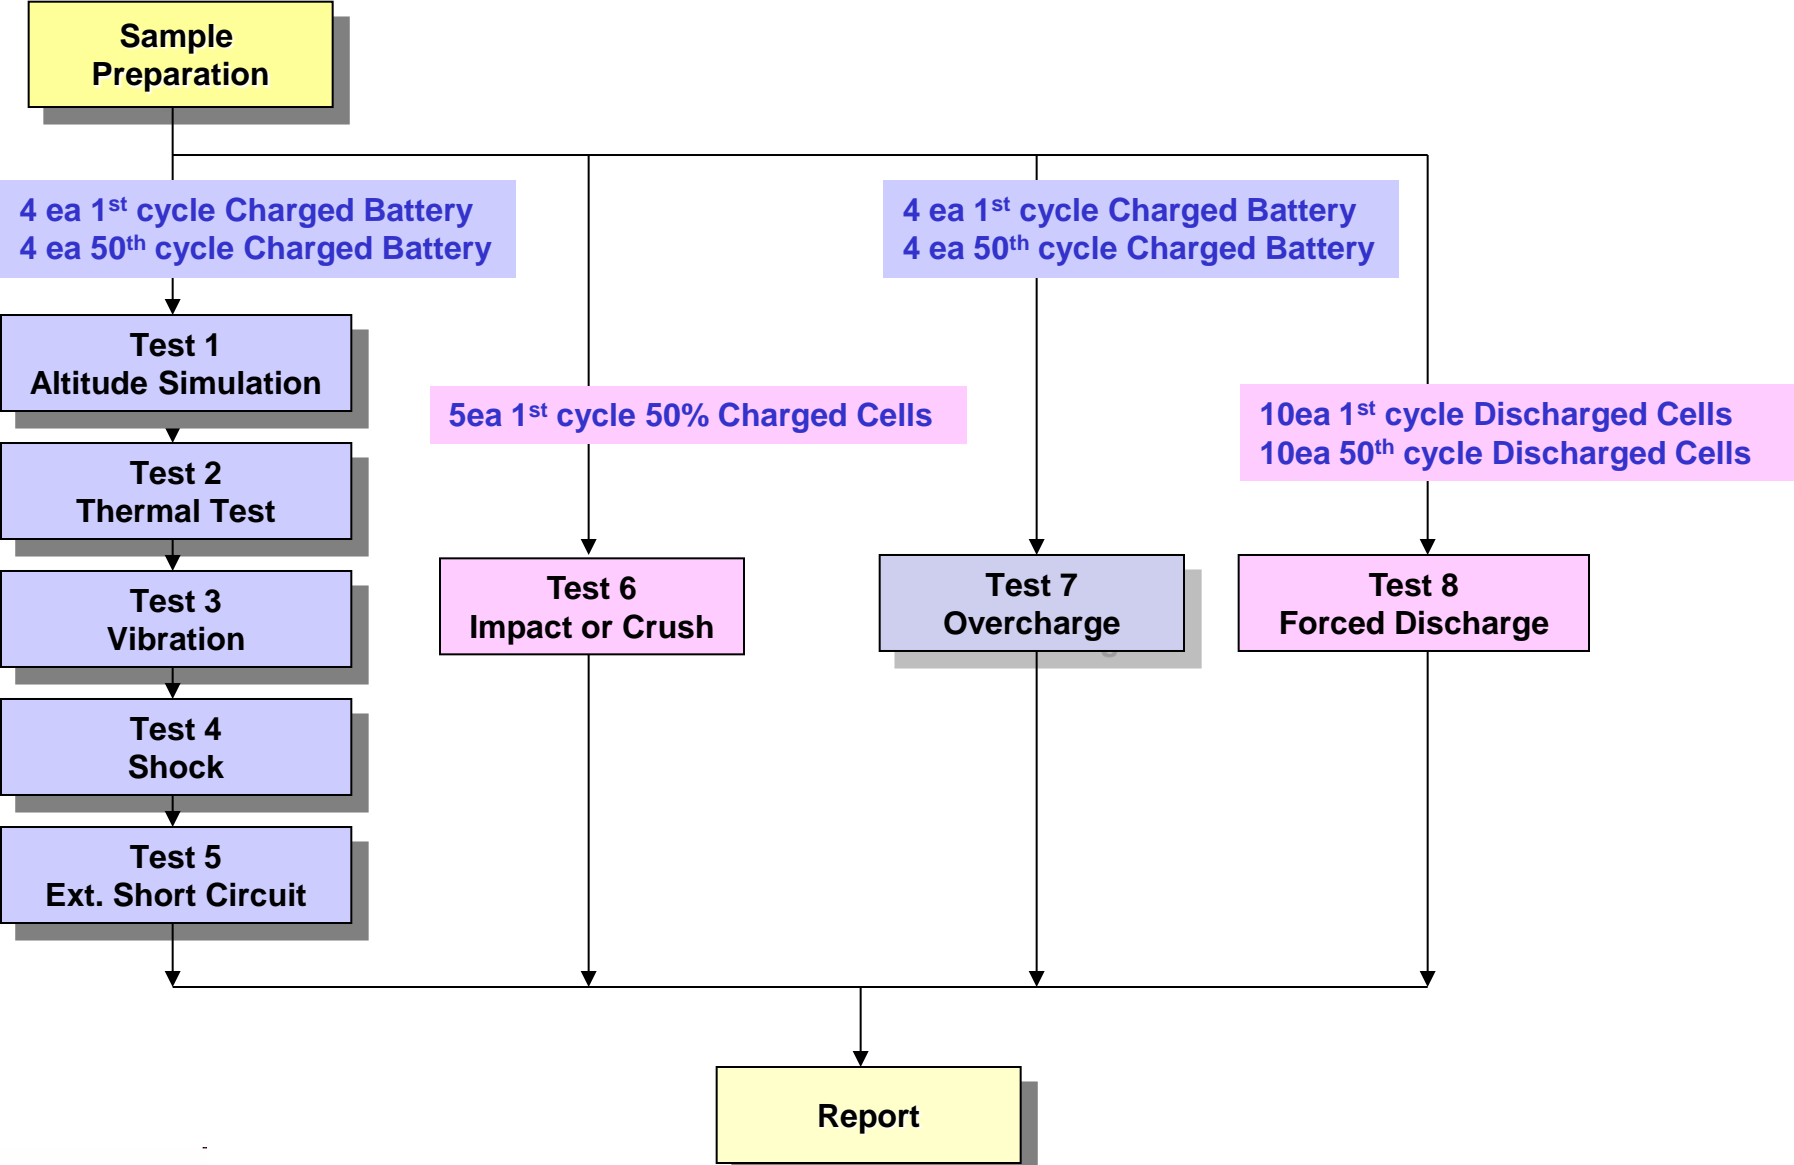 Sample
Preparation
4 ea 1st cycle Charged Battery
4 ea 50th cycle Charged Battery
4 ea 1st cycle Charged Battery
4 ea 50th cycle Charged Battery
Test 1
Altitude Simulation
5ea 1st cycle 50% Charged Cells
10ea 1st cycle Discharged Cells
10ea 50th cycle Discharged Cells
Test 2
Thermal Test
Test 3
Vibration
Test 6
Impact or Crush
Test 7
Overcharge
Test 8
Forced Discharge
Test 4
Shock
Test 5
Ext. Short Circuit
Report